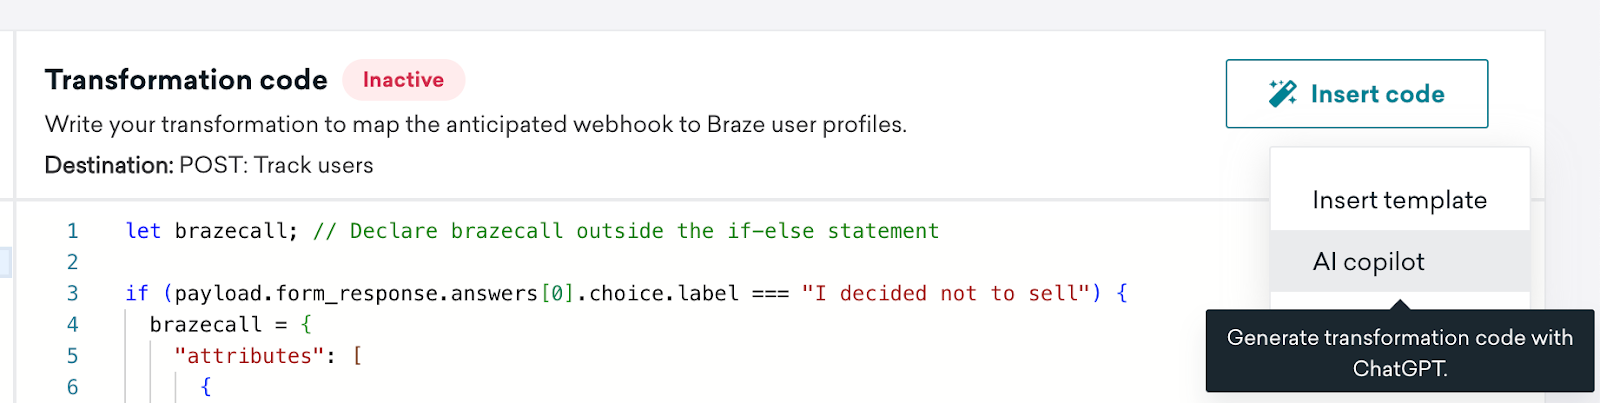 Transformation code Inactive
Insert code
Write your transformation to map the anticipated webhook to Braze user profiles.
Destination: POST: Track users
Insert template
AI copilot
Generate transformation code with
ChatGPT.
1 let brazecall; // Declare brazecall outside the if-else statement
2
3 if (payload.form_response.answers[0].choice.label === "I decided not to sell") {
4 brazecall = {
5 "attributes": [
6 {